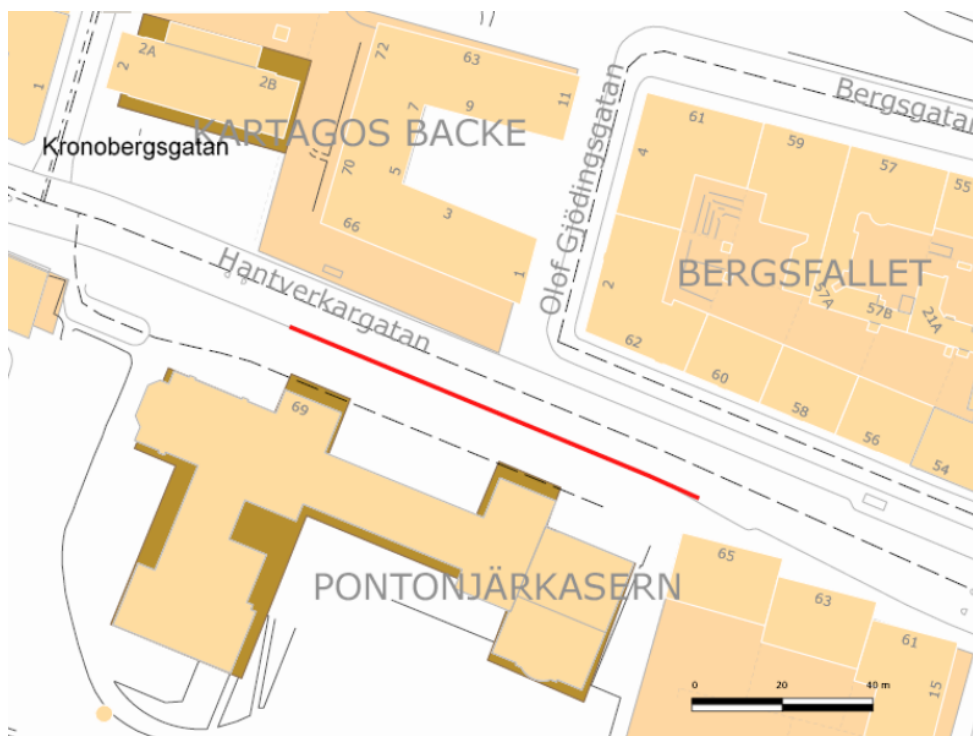 72
63
2A
2
2B
1
11
7
9
KARTAGOS BACKE
Kronobergsgatan
70
5
3
66
1
Hantverkargatan
Olof Gjödingsgatan
Bergsgatan
61
59
57
55
4
2
BERGSFALLET
57A
57B
21A
62
60
58
56
54
69
PONTONJÄRKASERN
65
63
61
15
0 20 40 m